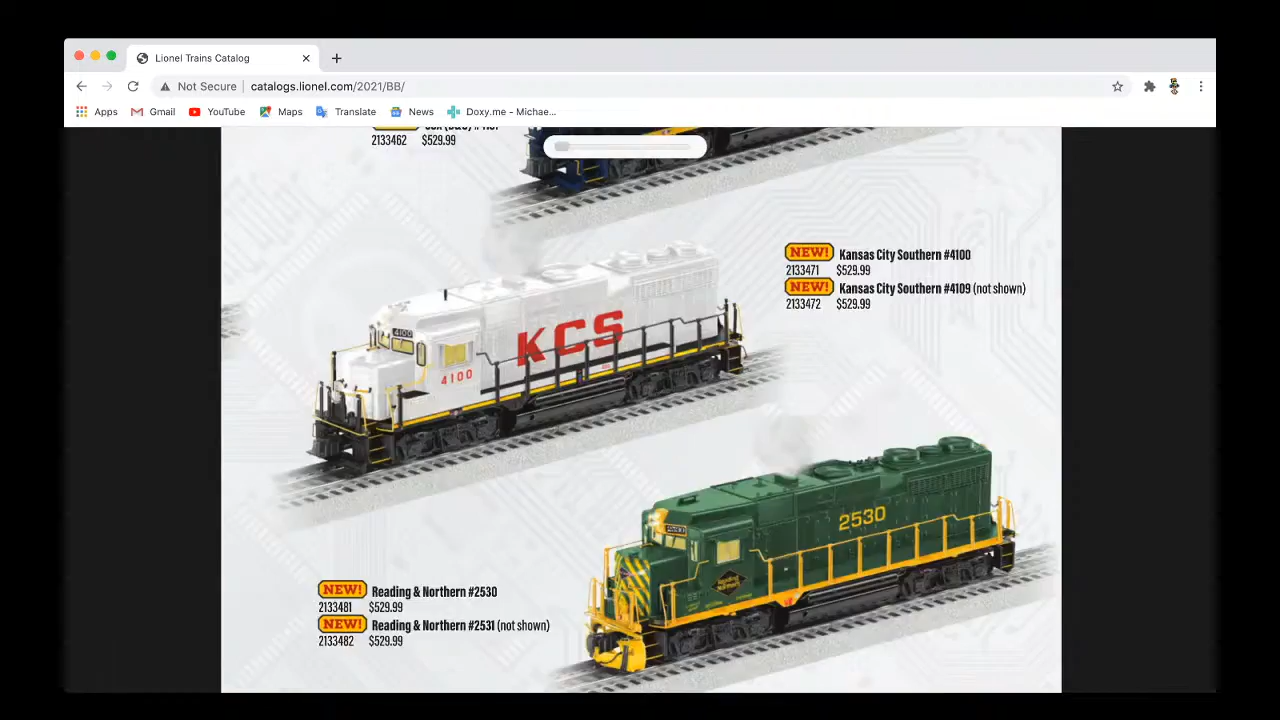 Lionel Trains Catalog
Not Secure | catalogs.lionel.com/2021/BB/
Apps Gmail YouTube Maps Translate News Doxy.me - Michae...
2133462 $529.99
NEW! Kansas City Southern #4100
2133471 $529.99
NEW! Kansas City Southern #4109 (not shown)
2133472 $529.99
4100
KCS
4100
2530
Reading Northern
NEW! Reading & Northern #2530
2133481 $529.99
NEW! Reading & Northern #2531 (not shown)
2133482 $529.99